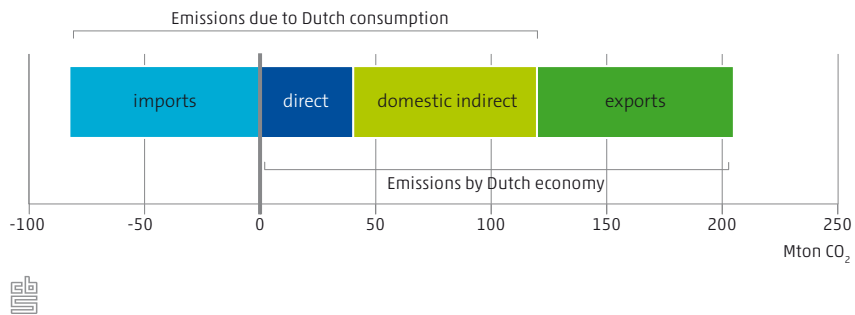 Emissions due to Dutch consumption
imports direct domestic indirect exports
Emissions by Dutch economy
-100 -50 0 50 100 150 200 250
Mton CO₂
cbs